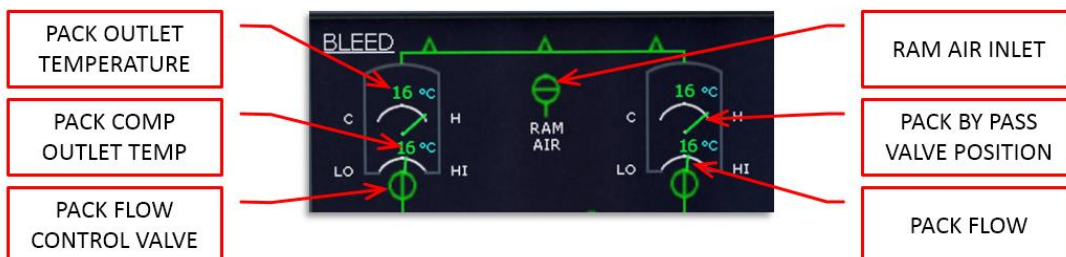 PACK OUTLET
TEMPERATURE
PACK COMP
OUTLET TEMP
PACK FLOW
CONTROL VALVE
BLEED
16 °C
C H
16 °C
LO HI
RAM
AIR
16 °C
C H
16 °C
LO HI
RAM AIR INLET
PACK BY PASS
VALVE POSITION
PACK FLOW